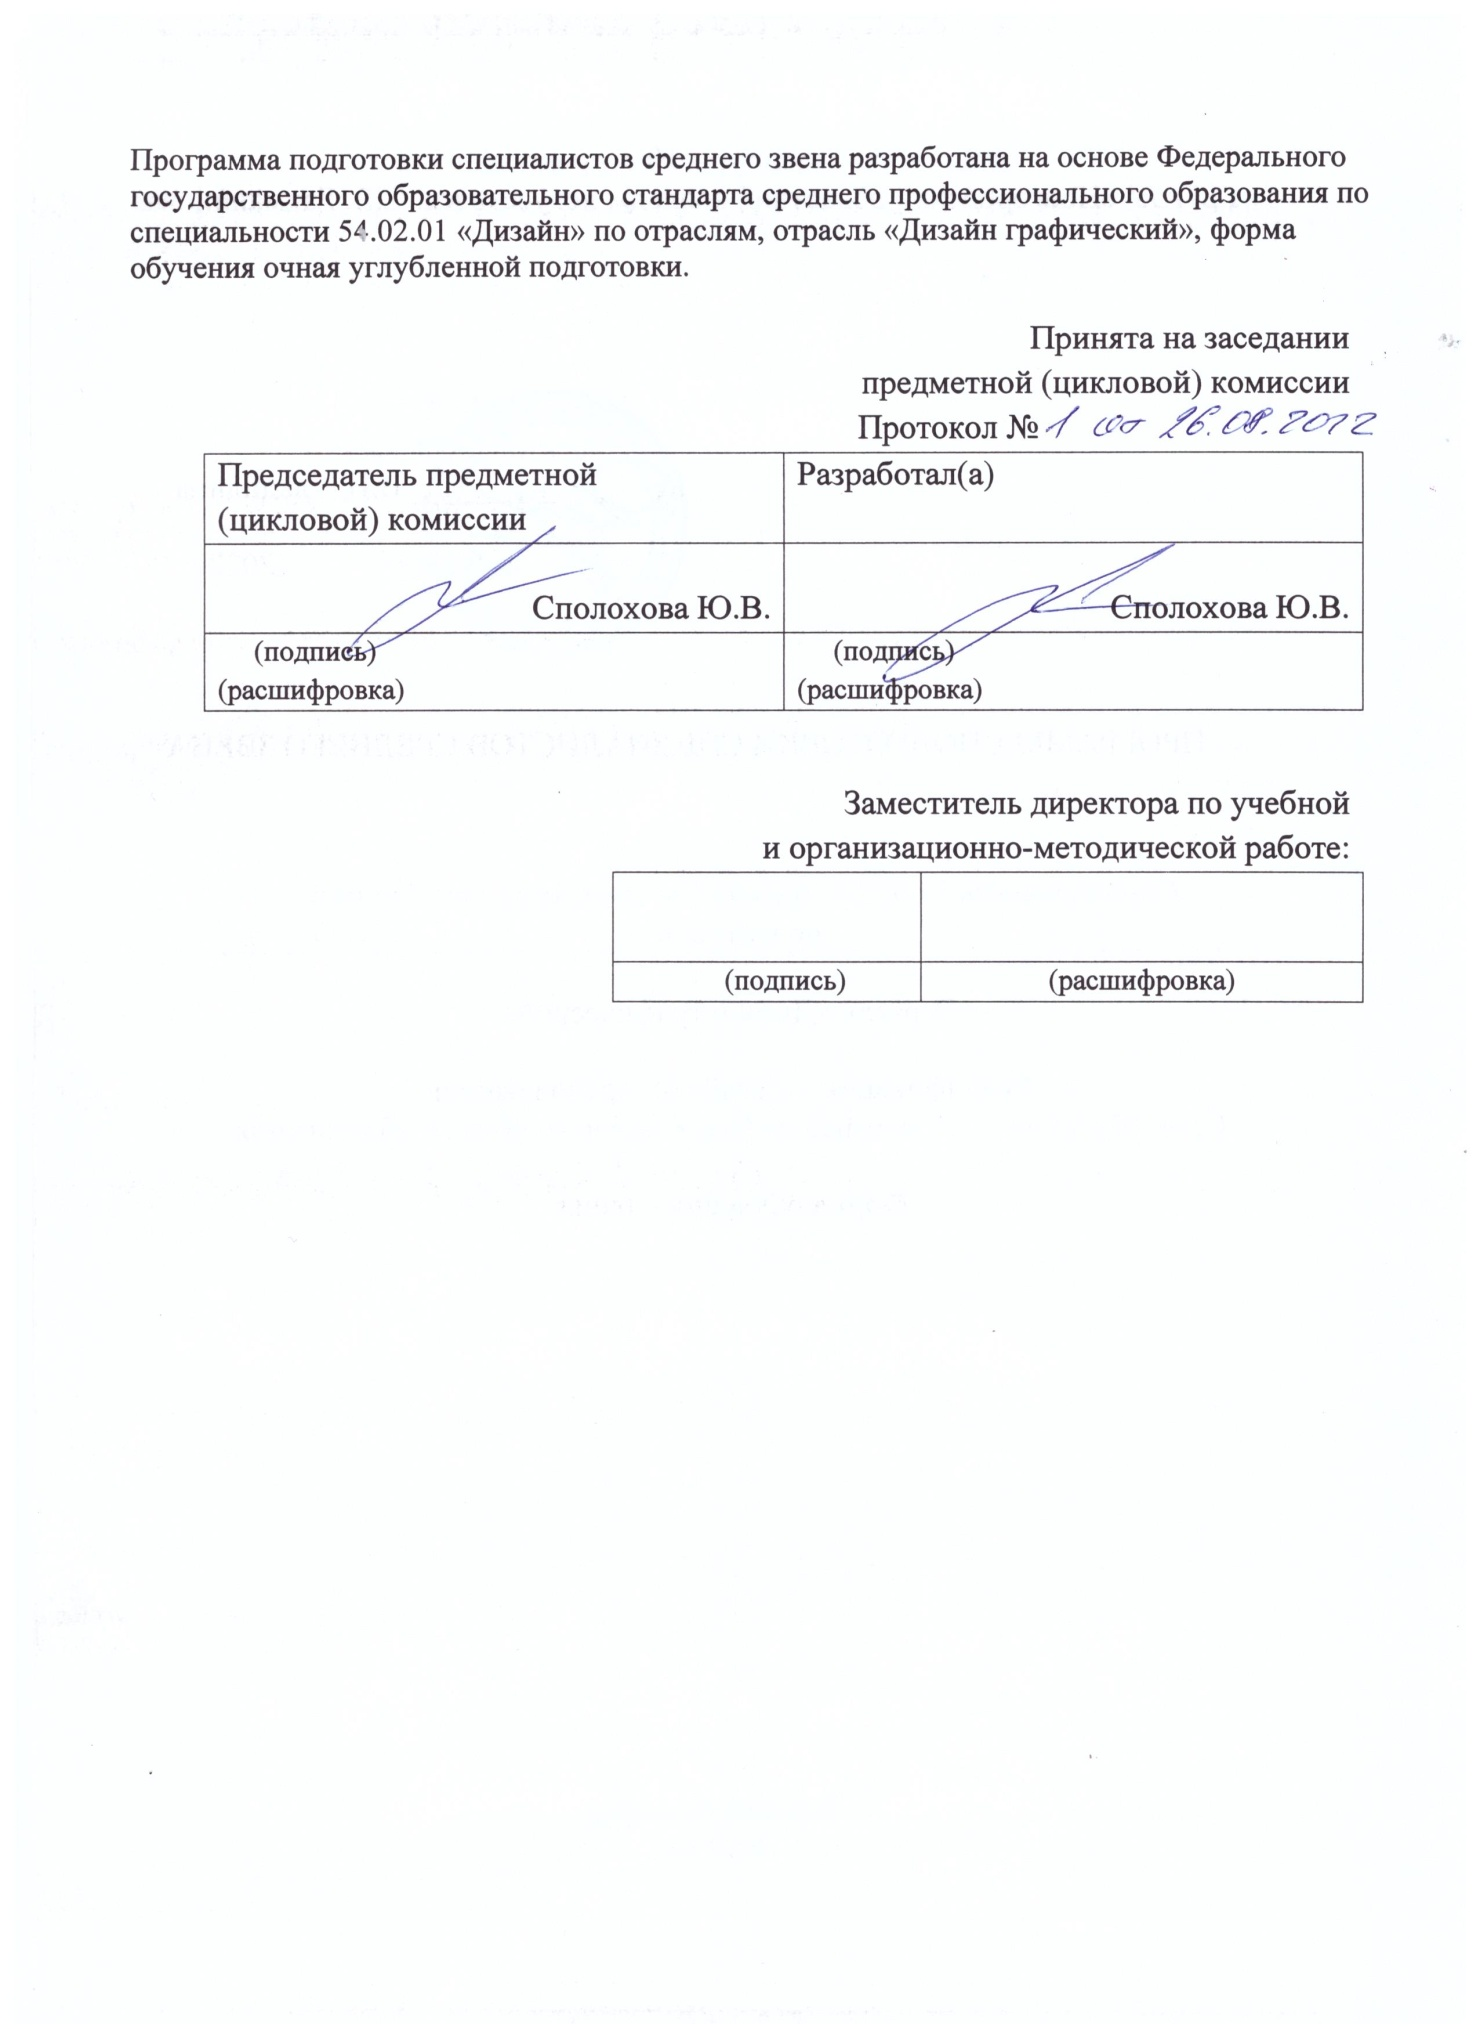 Программа подготовки специалистов среднего звена разработана на основе Федерального
государственного образовательного стандарта среднего профессионального образования по
специальности 54.02.01 «Дизайн» по отраслям, отрасль «Дизайн графический», форма
обучения очная углубленной подготовки.
Принята на заседании
предметной (цикловой) комиссии
Протокол № 1 от 26.08.2022
Председатель предметной
(цикловой) комиссии
Разработал(а)
Сполохова Ю.В.
Сполохова Ю.В.
(подпись)
(расшифровка)
(подпись)
(расшифровка)
Заместитель директора по учебной
и организационно-методической работе:
(подпись)
(расшифровка)